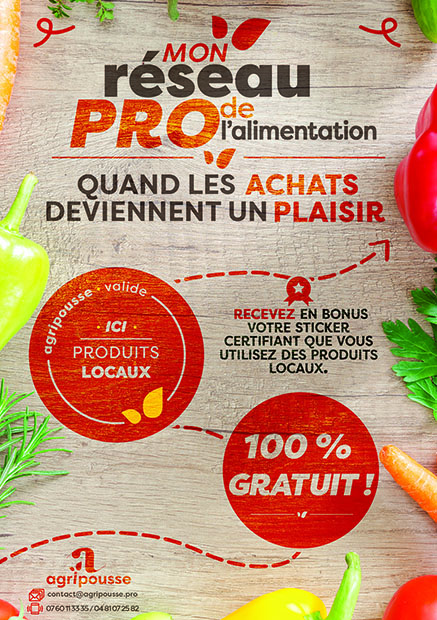 MON
réseau
PRO de
l'alimentation
QUAND LES ACHATS
DEVIENNENT UN PLAISIR
agripousse • valide
ICI
PRODUITS
LOCAUX
RECEVEZ EN BONUS
VOTRE STICKER
CERTIFIANT QUE VOUS
UTILISEZ DES PRODUITS
LOCAUX.
100 %
GRATUIT !
agripousse
contact@agripousse.pro
0760113335/0481072582